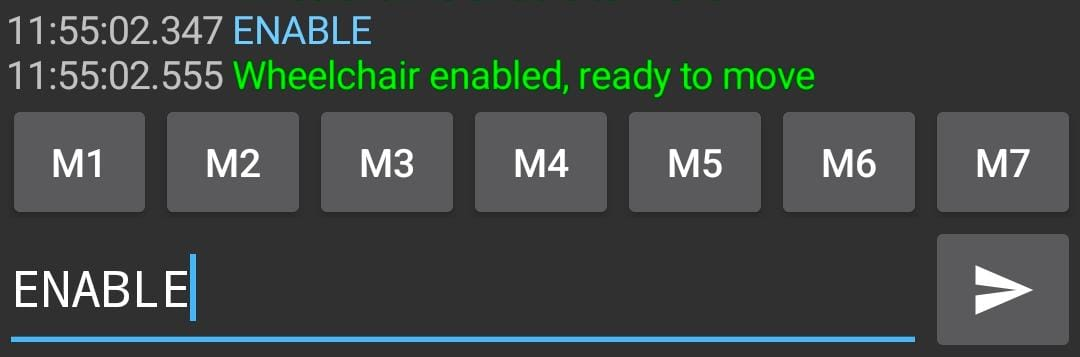 11:55:02.347 ENABLE
11:55:02.555 Wheelchair enabled, ready to move
M1 M2 M3 M4 M5 M6 M7
ENABLE